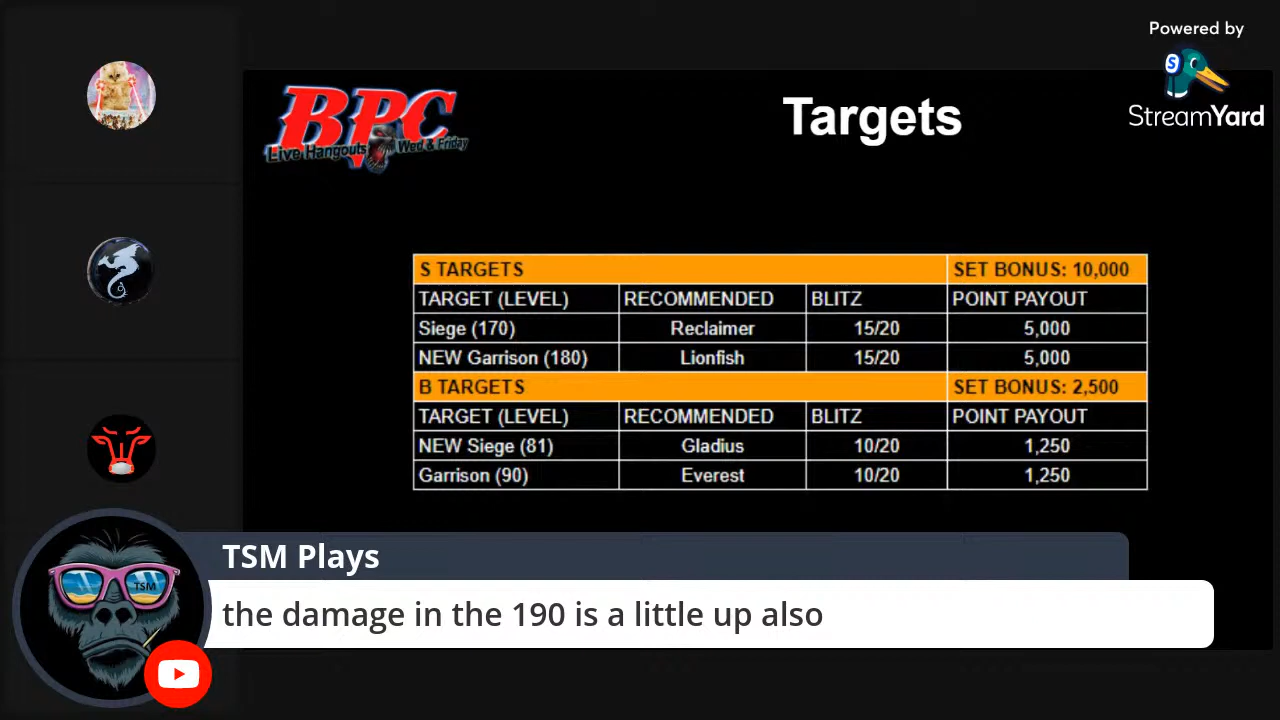 Powered by
S
StreamYard
BPC
Live Hangouts Wed & Friday
Targets
S TARGETS SET BONUS: 10,000
TARGET (LEVEL) RECOMMENDED BLITZ POINT PAYOUT
Siege (170) Reclaimer 15/20 5,000
NEW Garrison (180) Lionfish 15/20 5,000
B TARGETS SET BONUS: 2,500
TARGET (LEVEL) RECOMMENDED BLITZ POINT PAYOUT
NEW Siege (81) Gladius 10/20 1,250
Garrison (90) Everest 10/20 1,250
TSM Plays
TSM
the damage in the 190 is a little up also